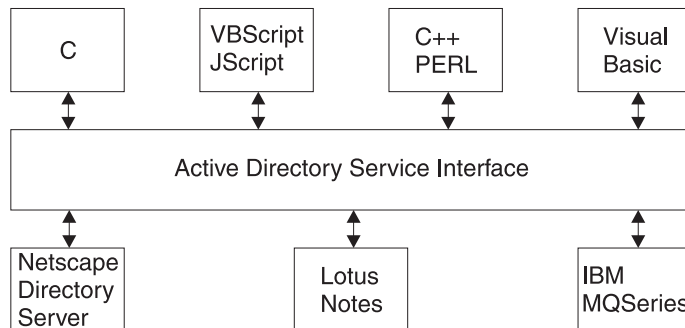 C
VBScript
JScript
C++
PERL
Visual
Basic
Active Directory Service Interface
Netscape
Directory
Server
Lotus
Notes
IBM
MQSeries